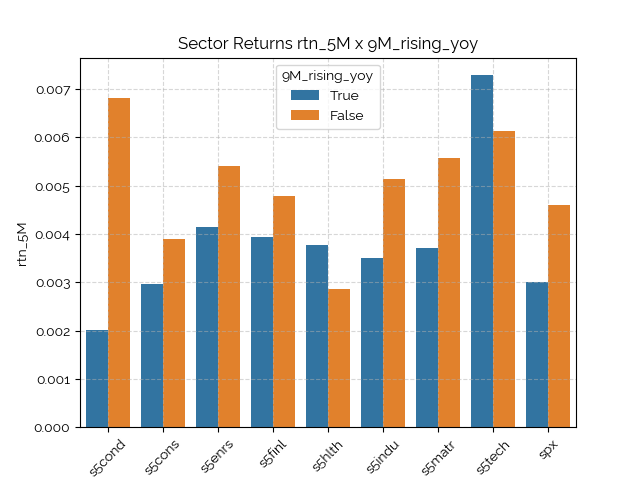 Sector Returns rtn_5M x 9M_rising_yoy
9M_rising_yoy
True
False
rtn_5M
0.007
0.006
0.005
0.004
0.003
0.002
0.001
0.000
s5cond
s5cons
s5enrs
s5finl
s5hlth
s5indu
s5matr
s5tech
spx